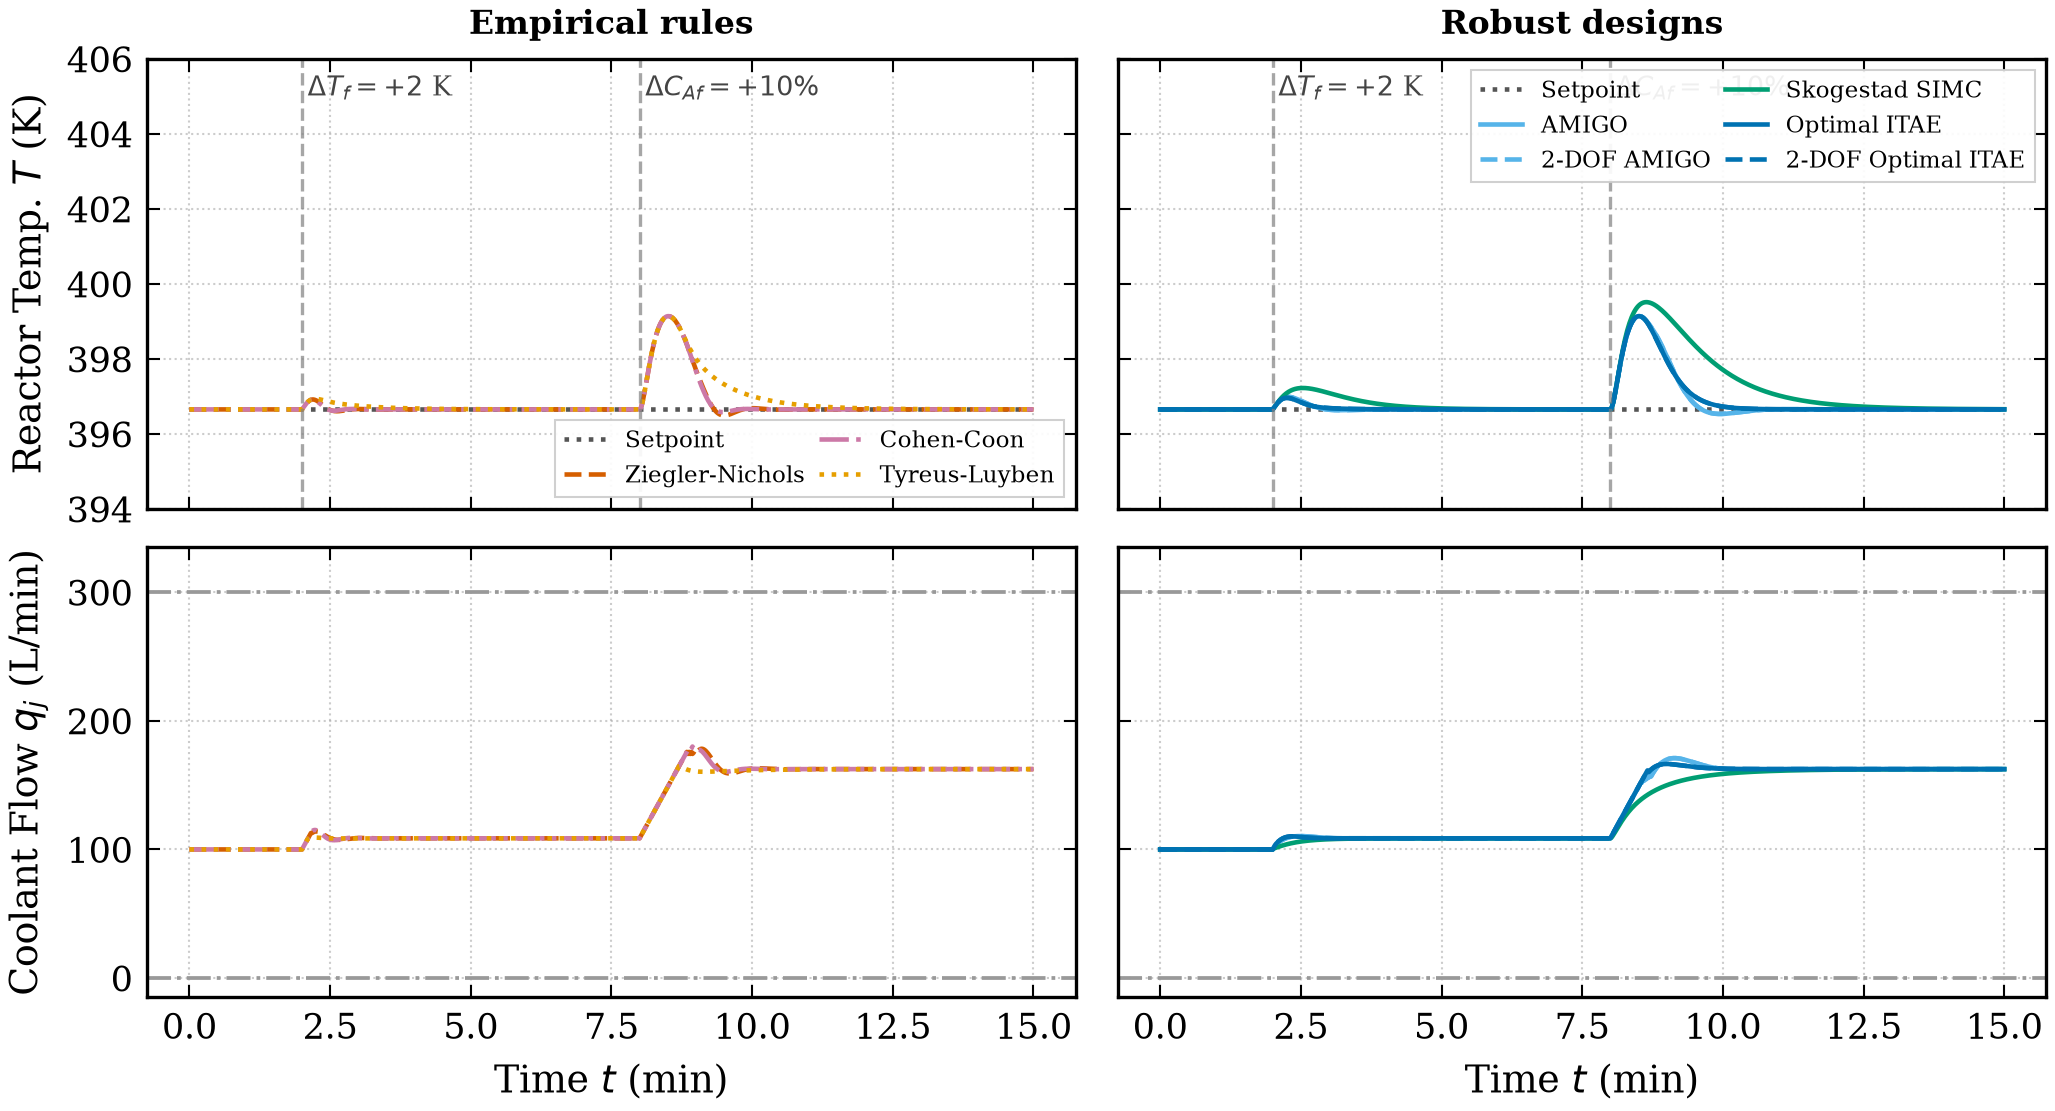 Empirical rules
Robust designs
Reactor Temp. T (K)
406
404
402
400
398
396
394
ΔT_f = +2 K
ΔC_Af = +10%
Setpoint
Ziegler-Nichols
Cohen-Coon
Tyreus-Luyben
ΔT_f = +2 K
ΔC_Af = +10%
Setpoint
AMIGO
2-DOF AMIGO
Skogestad SIMC
Optimal ITAE
2-DOF Optimal ITAE
Coolant Flow q_j (L/min)
300
200
100
0
0.0 2.5 5.0 7.5 10.0 12.5 15.0
Time t (min)
0.0 2.5 5.0 7.5 10.0 12.5 15.0
Time t (min)